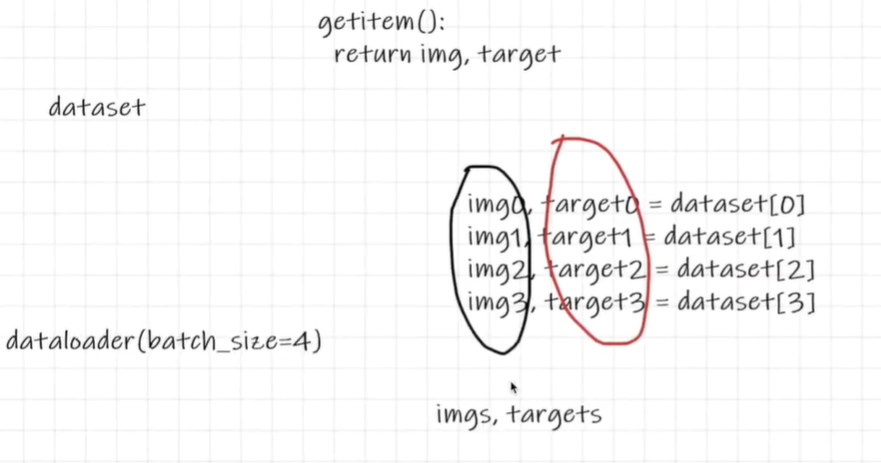 getitem():
return img, target
dataset
img0, target0 = dataset[0]
img1, target1 = dataset[1]
img2, target2 = dataset[2]
img3, target3 = dataset[3]
dataloader(batch_size=4)
imgs, targets